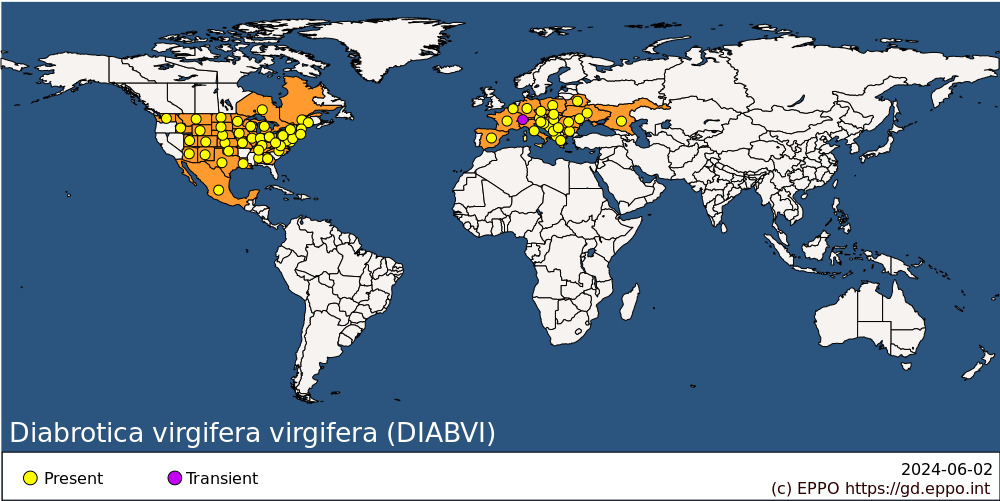 Diabrotica virgifera virgifera (DIABVI)
Present
Transient
2024-06-02
(c) EPPO https://gd.eppo.int